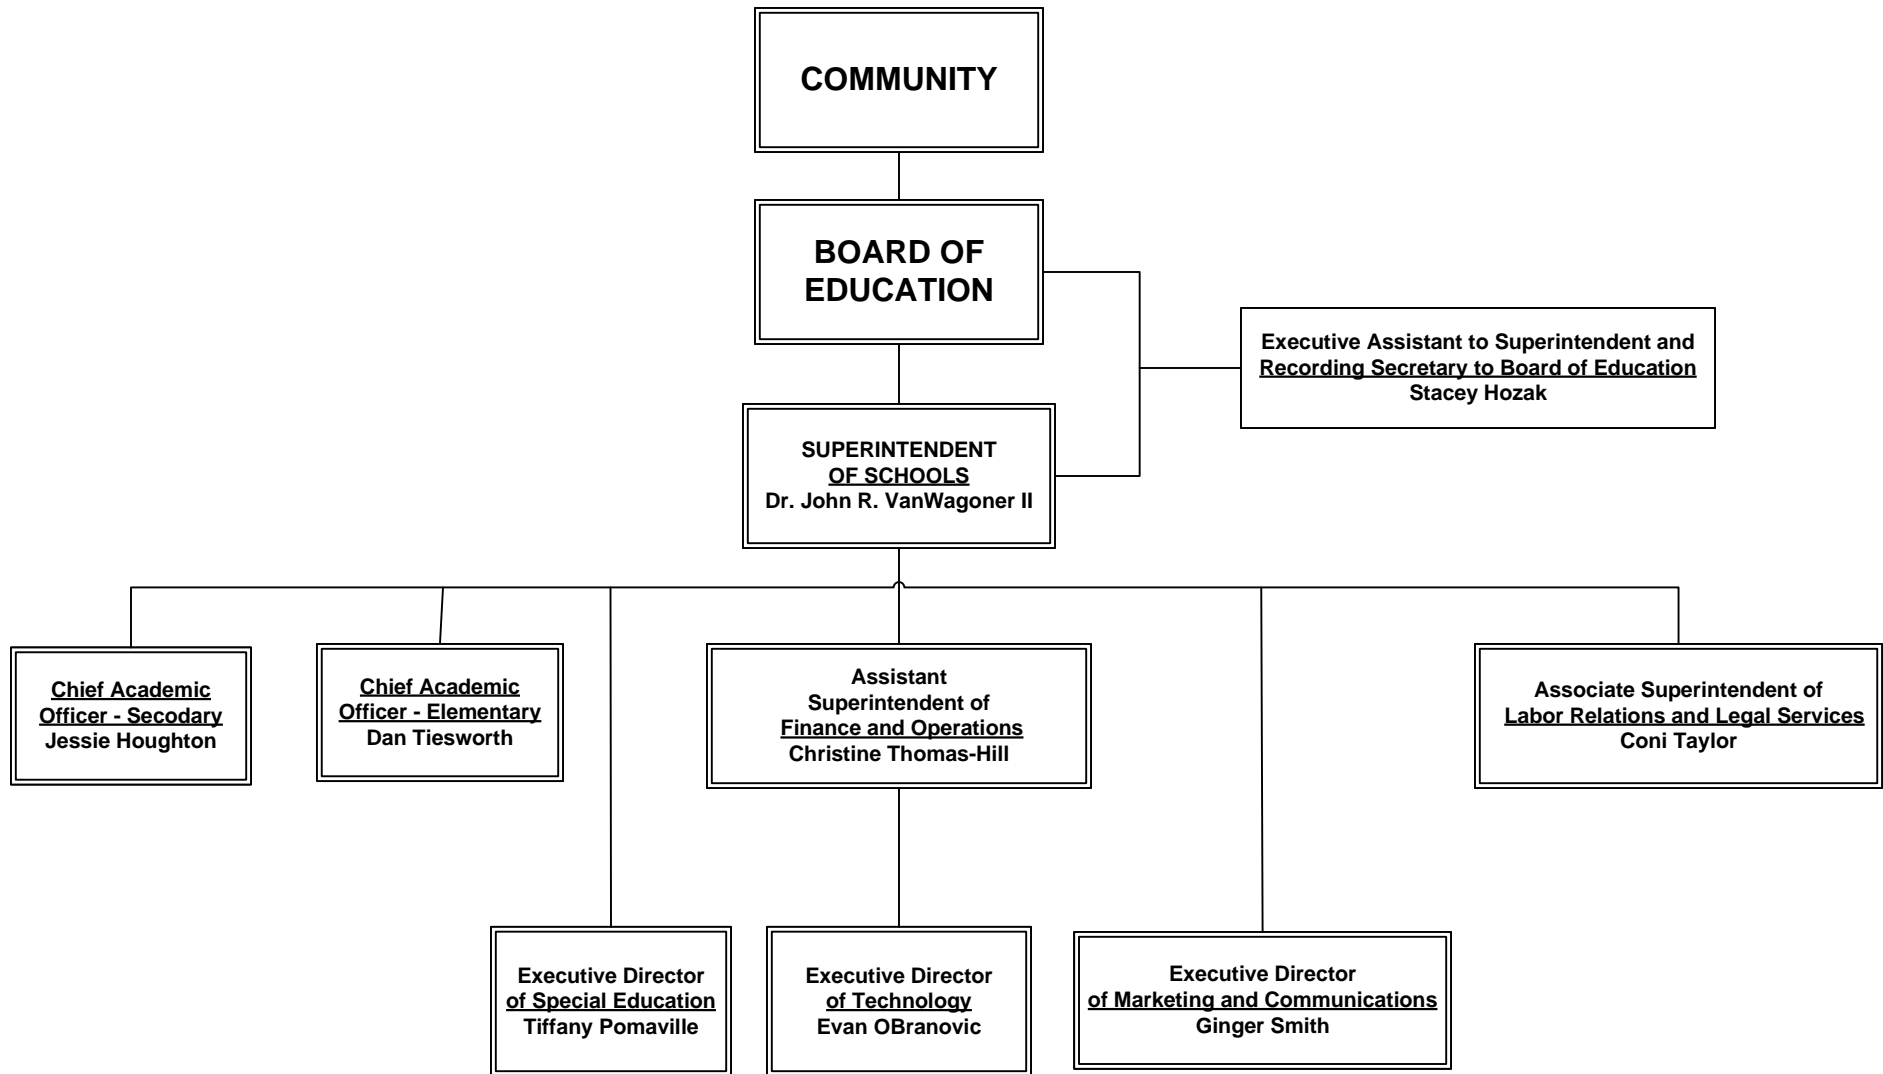 COMMUNITY
BOARD OF
EDUCATION
Executive Assistant to Superintendent and
Recording Secretary to Board of Education
Stacey Hozak
SUPERINTENDENT
OF SCHOOLS
Dr. John R. VanWagoner II
Chief Academic
Officer - Secodary
Jessie Houghton
Chief Academic
Officer - Elementary
Dan Tiesworth
Assistant
Superintendent of
Finance and Operations
Christine Thomas-Hill
Associate Superintendent of
Labor Relations and Legal Services
Coni Taylor
Executive Director
of Special Education
Tiffany Pomaville
Executive Director
of Technology
Evan OBranovic
Executive Director
of Marketing and Communications
Ginger Smith